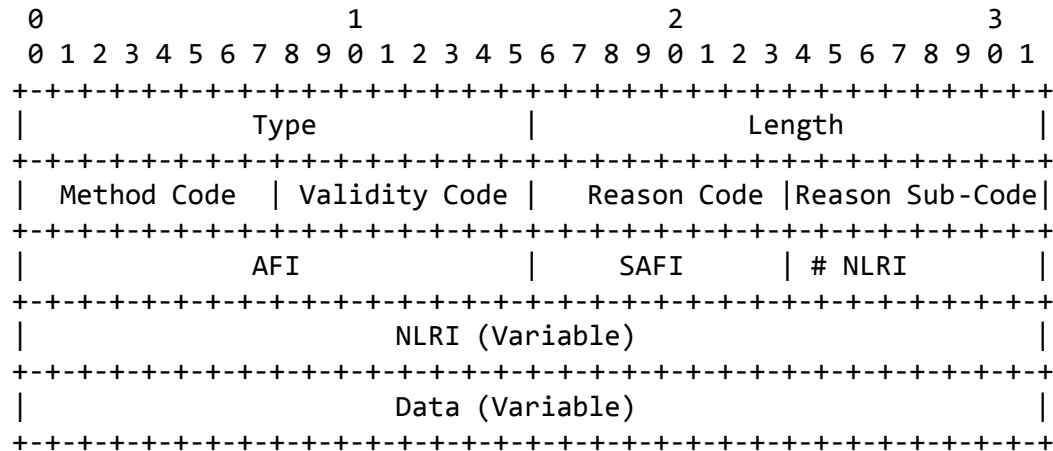 0                   1                   2                   3
0 1 2 3 4 5 6 7 8 9 0 1 2 3 4 5 6 7 8 9 0 1 2 3 4 5 6 7 8 9 0 1
+-+-+-+-+-+-+-+-+-+-+-+-+-+-+-+-+-+-+-+-+-+-+-+-+-+-+-+-+-+-+-+-+
|              Type             |             Length            |
+-+-+-+-+-+-+-+-+-+-+-+-+-+-+-+-+-+-+-+-+-+-+-+-+-+-+-+-+-+-+-+-+
|  Method Code  | Validity Code |   Reason Code |Reason Sub-Code|
+-+-+-+-+-+-+-+-+-+-+-+-+-+-+-+-+-+-+-+-+-+-+-+-+-+-+-+-+-+-+-+-+
|              AFI              |     SAFI      | # NLRI        |
+-+-+-+-+-+-+-+-+-+-+-+-+-+-+-+-+-+-+-+-+-+-+-+-+-+-+-+-+-+-+-+-+
|                       NLRI (Variable)                         |
+-+-+-+-+-+-+-+-+-+-+-+-+-+-+-+-+-+-+-+-+-+-+-+-+-+-+-+-+-+-+-+-+
|                       Data (Variable)                         |
+-+-+-+-+-+-+-+-+-+-+-+-+-+-+-+-+-+-+-+-+-+-+-+-+-+-+-+-+-+-+-+-+